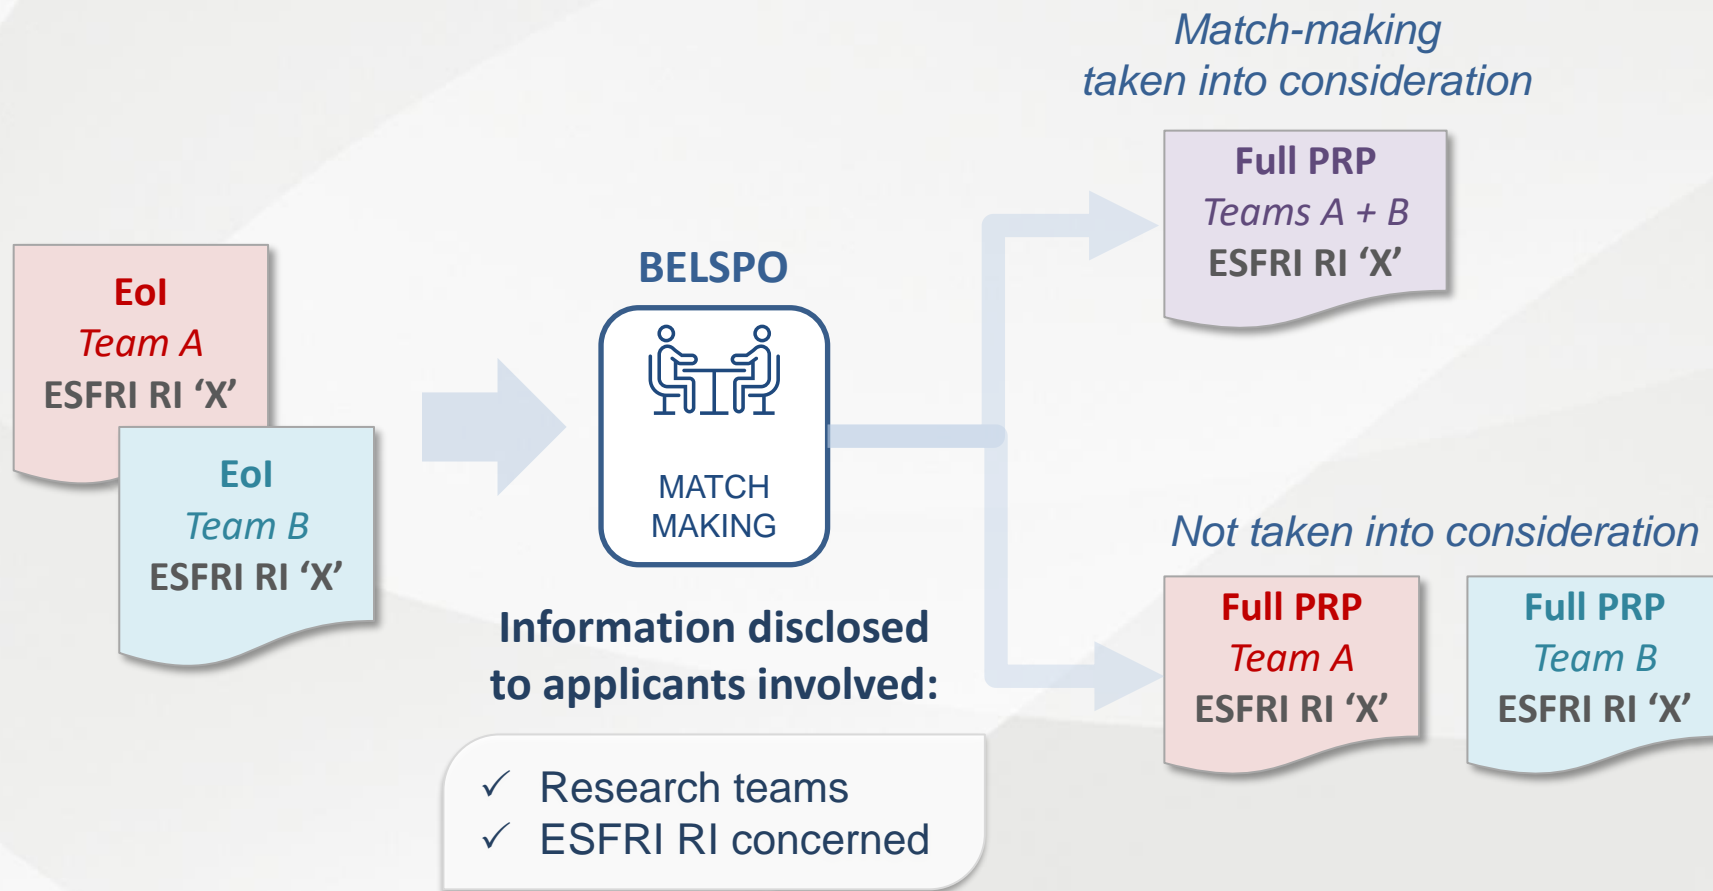 EoI
Team A
ESFRI RI ‘X’
EoI
Team B
ESFRI RI ‘X’
BELSPO
MATCH
MAKING
Information disclosed
to applicants involved:
✓ Research teams
✓ ESFRI RI concerned
Match-making
taken into consideration
Full PRP
Teams A + B
ESFRI RI ‘X’
Not taken into consideration
Full PRP
Team A
ESFRI RI ‘X’
Full PRP
Team B
ESFRI RI ‘X’